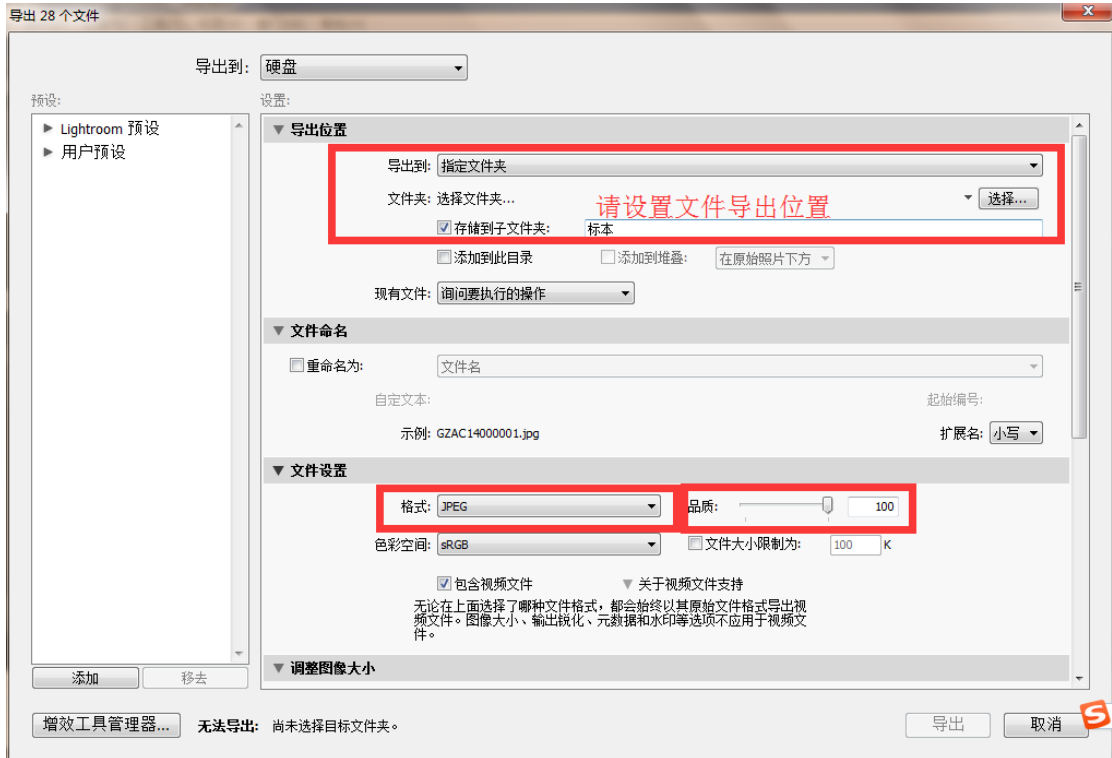 导出 28 个文件
导出到: 硬盘
预设:
设置:
Lightroom 预设
用户预设
导出位置
导出到: 指定文件夹
文件夹: 选择文件夹... 请设置文件导出位置 选择...
存储到子文件夹: 标本
添加到此目录 添加到堆叠: 在原始照片下方
现有文件: 询问要执行的操作
文件命名
重命名为: 文件名
自定文本: 起始编号:
示例: GZAC14000001.jpg 扩展名: 小写
文件设置
格式: JPEG 品质: 100
色彩空间: sRGB 文件大小限制为: 100 K
包含视频文件 关于视频文件支持
无论在上面选择了哪种文件格式，都会始终以其原始文件格式导出视
频文件。图像大小、输出锐化、元数据和水印等选项不应用于视频文
件。
调整图像大小
添加 移去
增效工具管理器... 无法导出: 尚未选择目标文件夹。 导出 取消